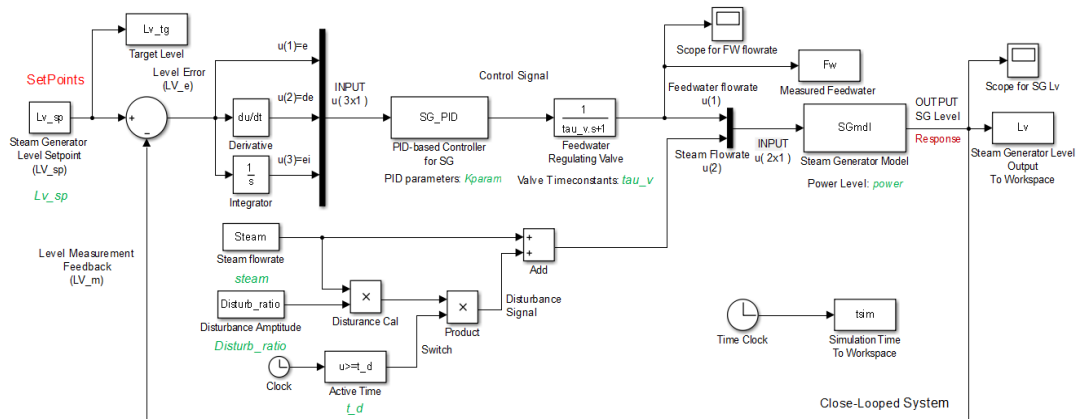 Lv_tg
Target Level
Scope for FW flowrate
Fw
Measured Feedwater
Scope for SG Lv
SetPoints
Level Error
(LV_e)
u(1)=e
INPUT
u( 3x1 )
Control Signal
Feedwater flowrate
u(1)
OUTPUT
SG Level
Response
Lv_sp
Steam Generator
Level Setpoint
(LV_sp)
Lv_sp
+
−
u(2)=de
du/dt
Derivative
u(3)=ei
1
s
Integrator
SG_PID
PID-based Controller
for SG
PID parameters: Kparam
1
tau_v.s+1
Feedwater
Regulating Valve
Valve Timeconstants: tau_v
Steam Flowrate
u(2)
INPUT
u( 2x1 )
SGmdl
Steam Generator Model
Power Level: power
Lv
Steam Generator Level
Output
To Workspace
Level Measurement
Feedback
(LV_m)
Steam
Steam flowrate
steam
+
+
Add
Disturb_ratio
Disturbance Amptitude
Disturb_ratio
×
Disturance Cal
×
Product
Disturbance
Signal
Switch
Clock
u>=t_d
Active Time
t_d
Time Clock
tsim
Simulation Time
To Workspace
Close-Looped System